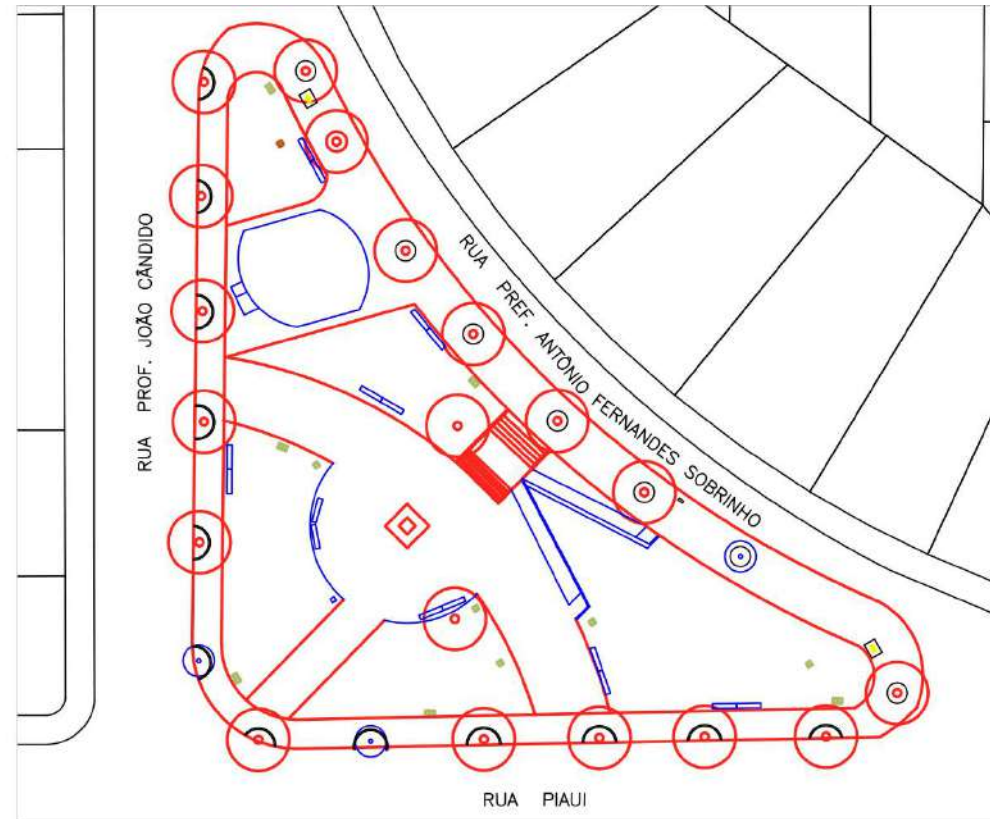 RUA PROF. JOÃO CÂNDIDO
RUA PREF. ANTÔNIO FERNANDES SOBRINHO
RUA PIAUI